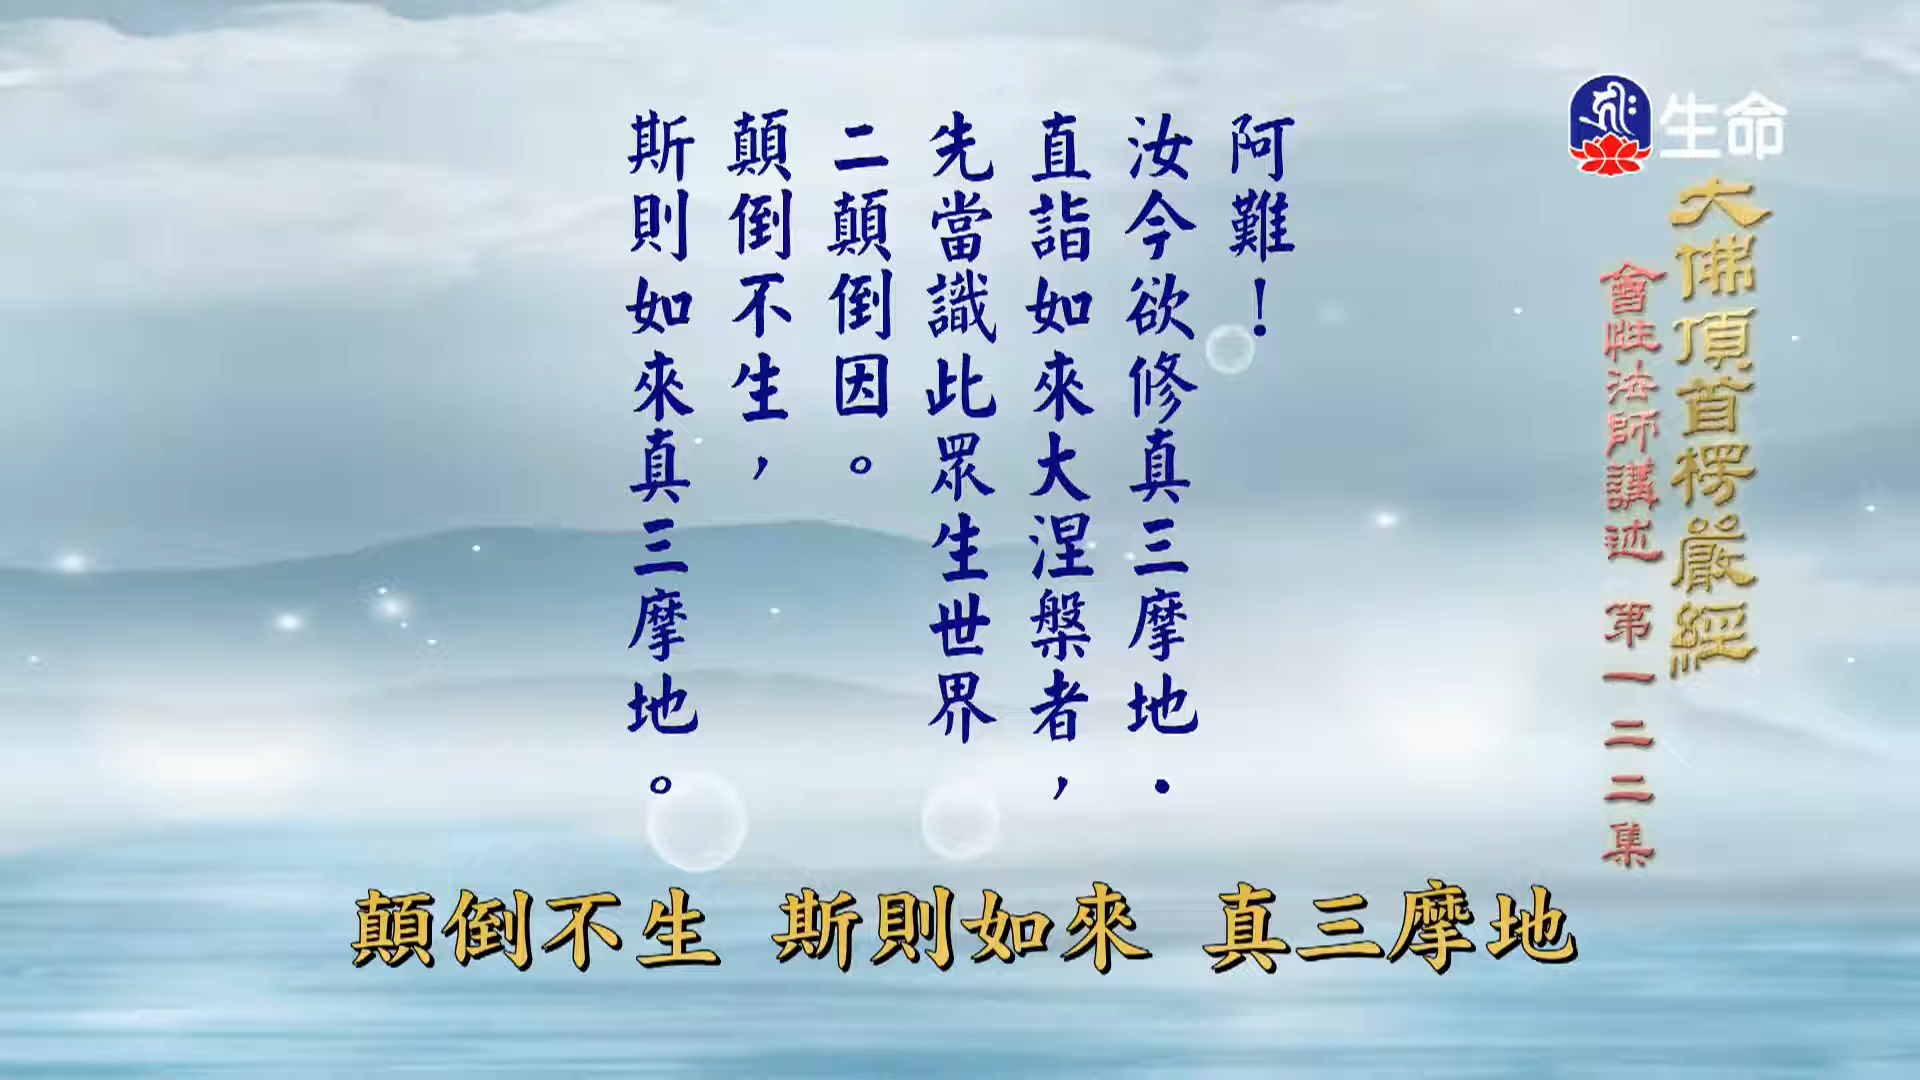 生命
大佛頂首楞嚴經
會性法師講述 第一二二集
阿難！
汝今欲修真三摩地．
直詣如來大涅槃者，
先當識此眾生世界
二顛倒因。
顛倒不生，
斯則如來真三摩地。
顛倒不生 斯則如來 真三摩地